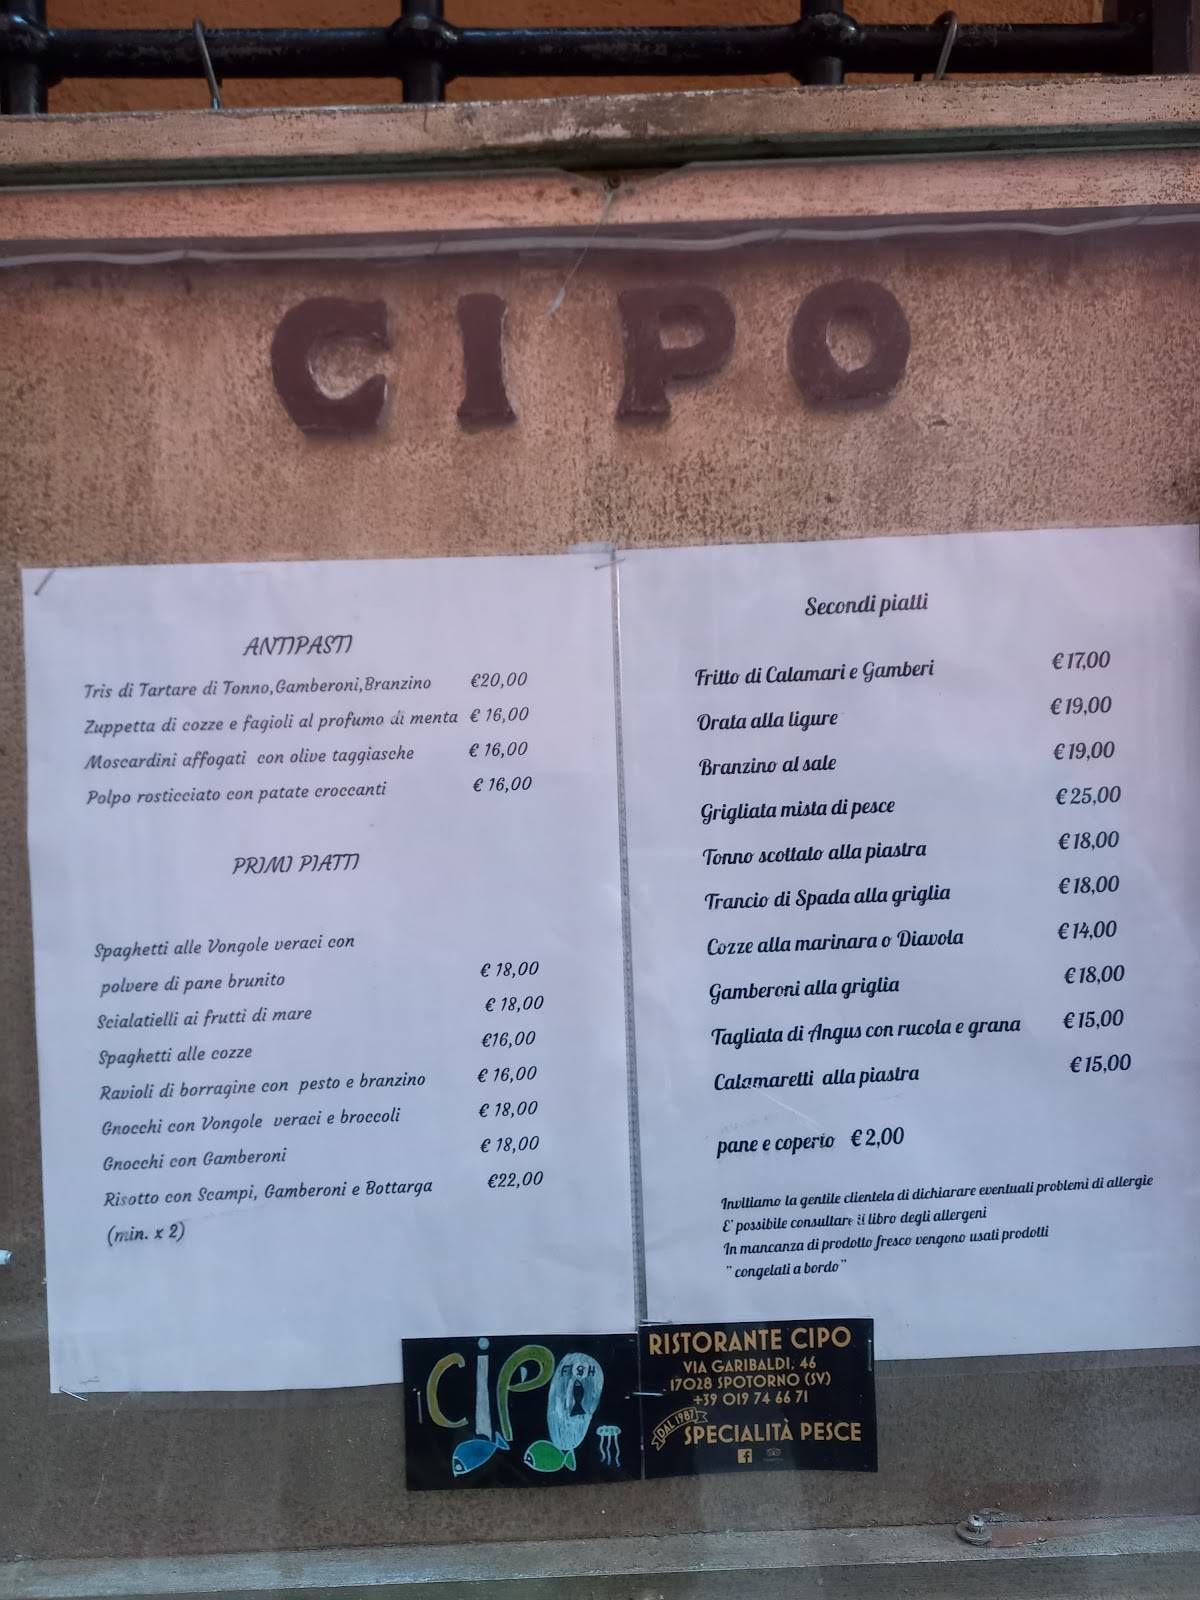 CIPO
ANTIPASTI
Tris di Tartare di Tonno,Gamberoni,Branzino €20,00
Zuppetta di cozze e fagioli al profumo di menta € 16,00
Moscardini affogati con olive taggiasche € 16,00
Polpo rosticciato con patate croccanti € 16,00
PRIMI PIATTI
Spaghetti alle Vongole veraci con
polvere di pane brunito € 18,00
Scialatielli ai frutti di mare € 18,00
Spaghetti alle cozze €16,00
Ravioli di borragine con pesto e branzino € 16,00
Gnocchi con Vongole veraci e broccoli € 18,00
Gnocchi con Gamberoni € 18,00
Risotto con Scampi, Gamberoni e Bottarga €22,00
(min. x 2)
Secondi piatti
Fritto di Calamari e Gamberi € 17,00
Orata alla ligure € 19,00
Branzino al sale € 19,00
Grigliata mista di pesce € 25,00
Tonno scottato alla piastra € 18,00
Trancio di Spada alla griglia € 18,00
Cozze alla marinara o Diavola € 14,00
Gamberoni alla griglia € 18,00
Tagliata di Angus con rucola e grana € 15,00
Calamaretti alla piastra € 15,00
pane e coperto € 2,00
Invitiamo la gentile clientela di dichiarare eventuali problemi di allergie
E' possibile consultare il libro degli allergeni
In mancanza di prodotto fresco vengono usati prodotti
" congelati a bordo"
CIPO
FISH
RISTORANTE CIPO
VIA GARIBALDI, 46
17028 SPOTORNO (SV)
+39 019 74 66 71
DAL 1987
SPECIALITÀ PESCE
f